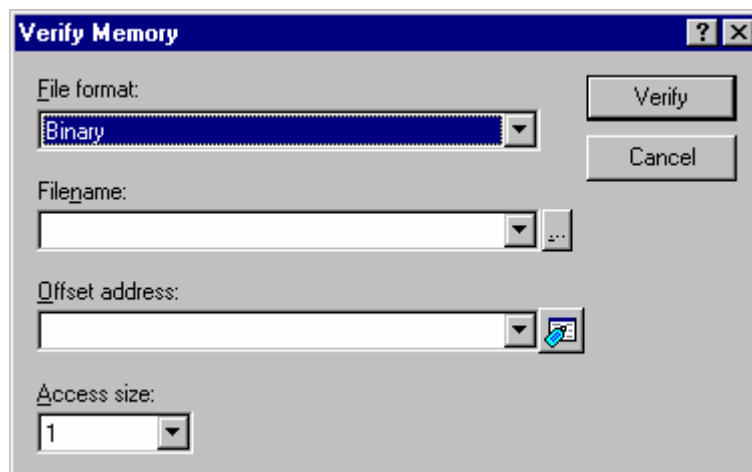 Verify Memory
File format:
Verify
Binary
Cancel
Filename:
...
Offset address:
Access size:
1